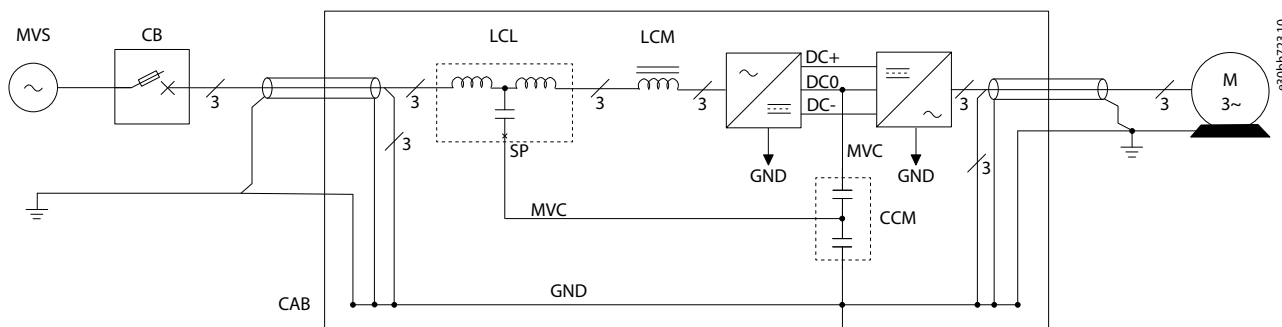 MVS
CB
LCL
LCM
DC+
DC0
DC-
M
3~
3
3
3
3
3
3
3
3
SP
GND
MVC
GND
MVC
CCM
CAB
GND